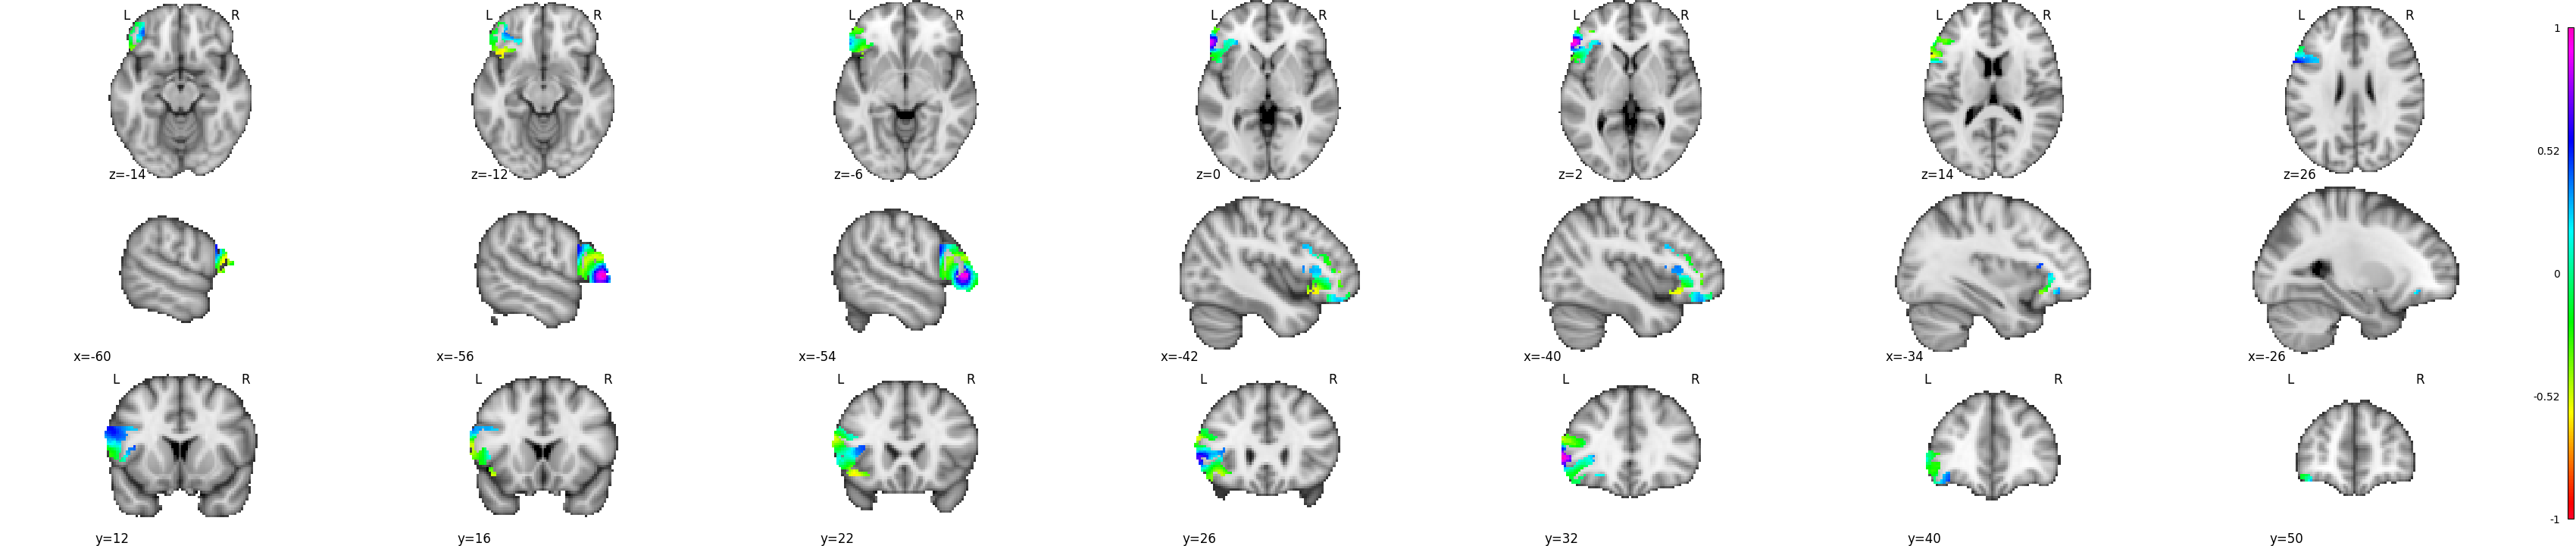 L R L R L R L R L R L R L R
z=-14 z=-12 z=-6 z=0 z=2 z=14 z=26
x=-60 x=-56 x=-54 x=-42 x=-40 x=-34 x=-26
L R L R L R L R L R L R L R
y=12 y=16 y=22 y=26 y=32 y=40 y=50
1
0.52
0
-0.52
-1